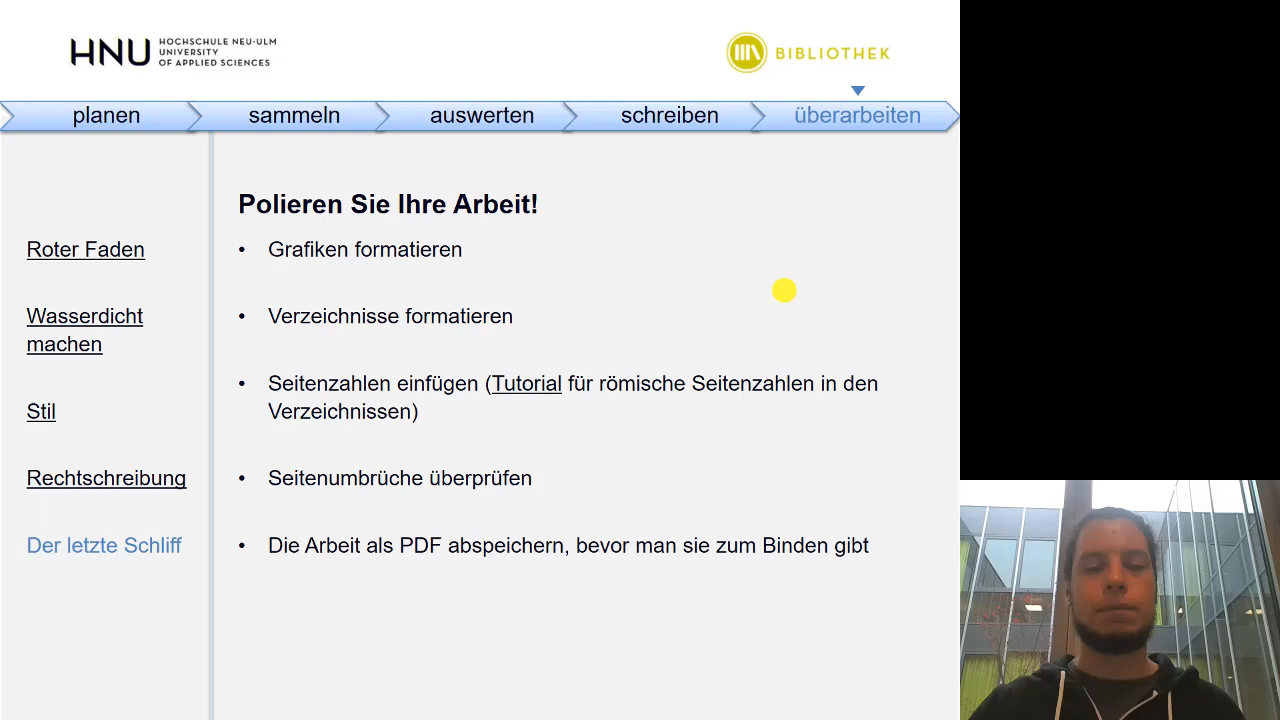 HNU HOCHSCHULE NEU-ULM
UNIVERSITY
OF APPLIED SCIENCES
BIBLIOTHEK
planen
sammeln
auswerten
schreiben
überarbeiten
Roter Faden
Wasserdicht
machen
Stil
Rechtschreibung
Der letzte Schliff
Polieren Sie Ihre Arbeit!
• Grafiken formatieren
• Verzeichnisse formatieren
• Seitenzahlen einfügen (Tutorial für römische Seitenzahlen in den
Verzeichnissen)
• Seitenumbrüche überprüfen
• Die Arbeit als PDF abspeichern, bevor man sie zum Binden gibt